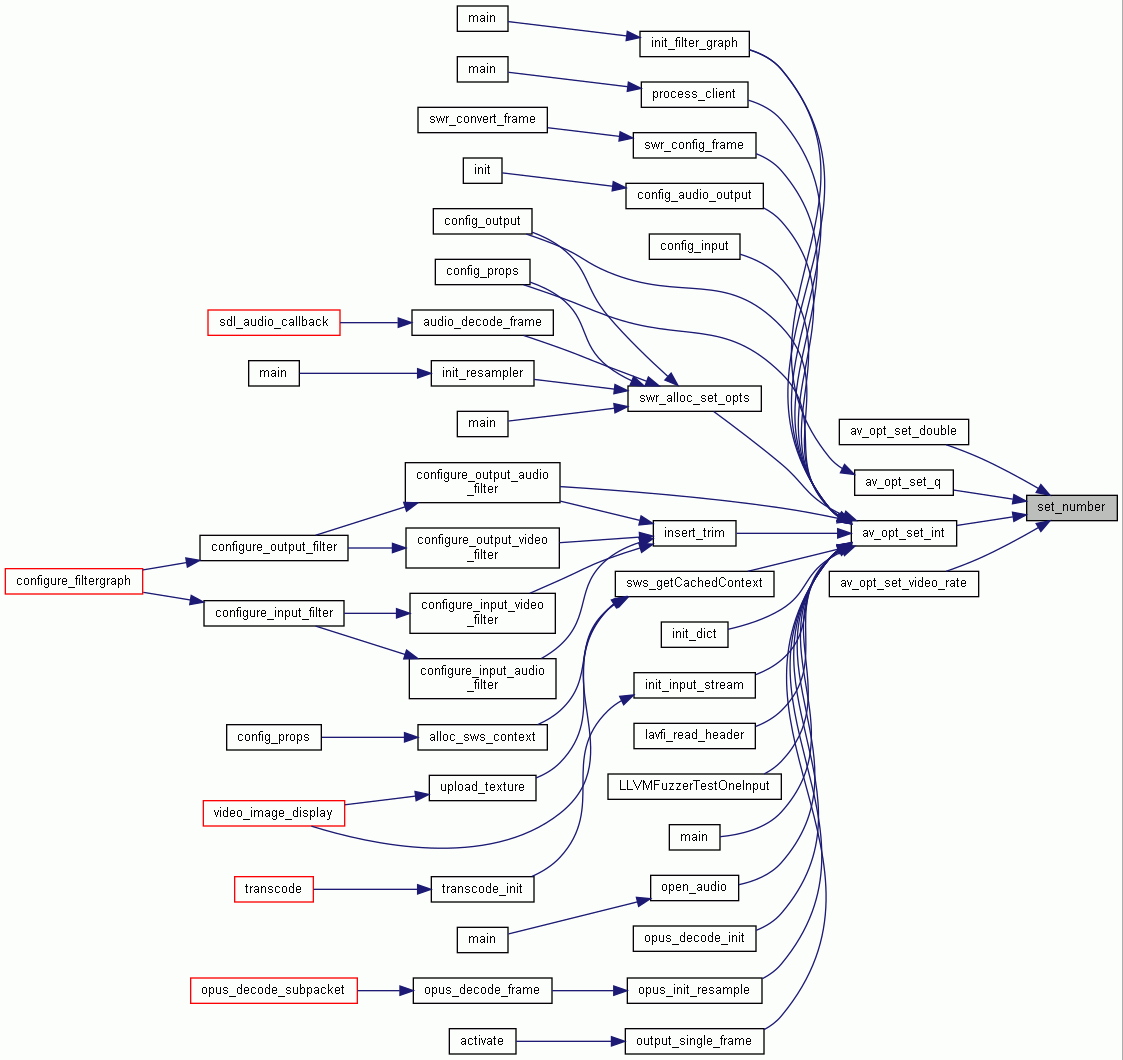 main
init_filter_graph
main
process_client
swr_convert_frame
swr_config_frame
init
config_audio_output
config_output
config_input
config_props
sdl_audio_callback
audio_decode_frame
main
init_resampler
swr_alloc_set_opts
main
av_opt_set_double
configure_output_audio
_filter
av_opt_set_q
set_number
configure_output_filter
configure_output_video
_filter
insert_trim
av_opt_set_int
configure_filtergraph
sws_getCachedContext
av_opt_set_video_rate
configure_input_filter
configure_input_video
_filter
init_dict
configure_input_audio
_filter
init_input_stream
config_props
alloc_sws_context
lavfi_read_header
upload_texture
LLVMFuzzerTestOneInput
video_image_display
main
transcode
transcode_init
open_audio
main
opus_decode_init
opus_decode_subpacket
opus_decode_frame
opus_init_resample
activate
output_single_frame